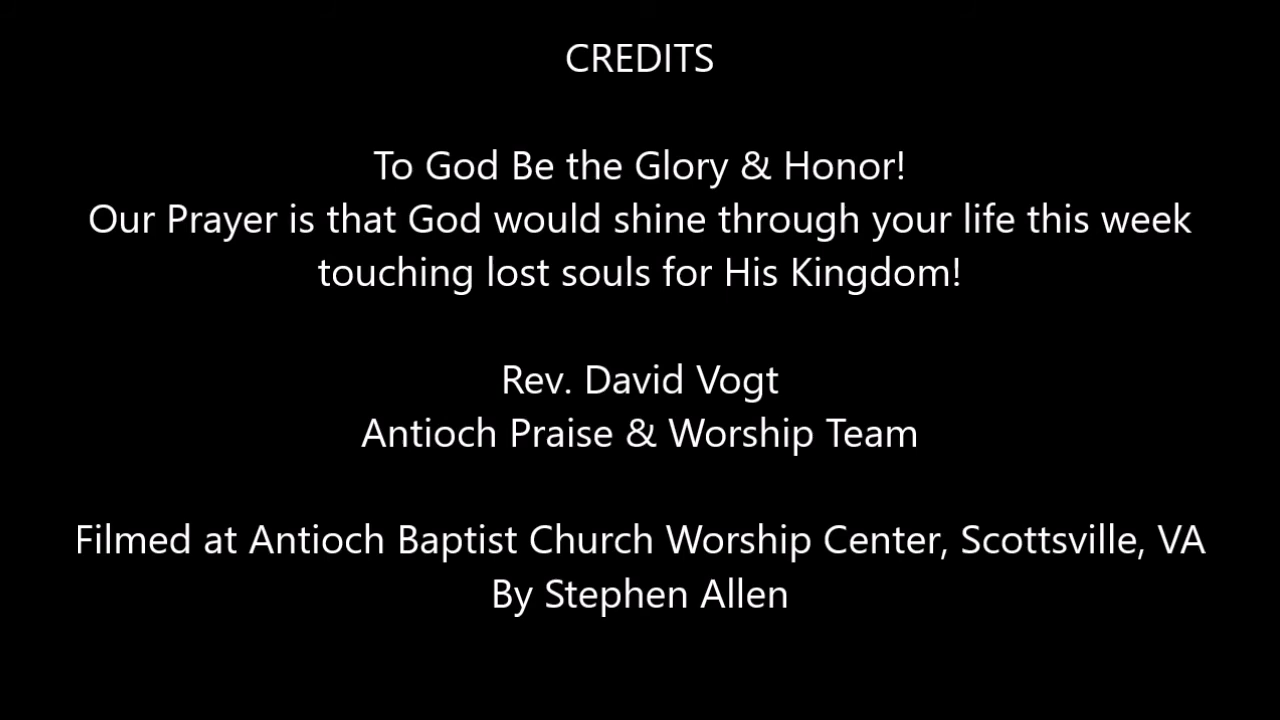 CREDITS
To God Be the Glory & Honor!
Our Prayer is that God would shine through your life this week
touching lost souls for His Kingdom!
Rev. David Vogt
Antioch Praise & Worship Team
Filmed at Antioch Baptist Church Worship Center, Scottsville, VA
By Stephen Allen